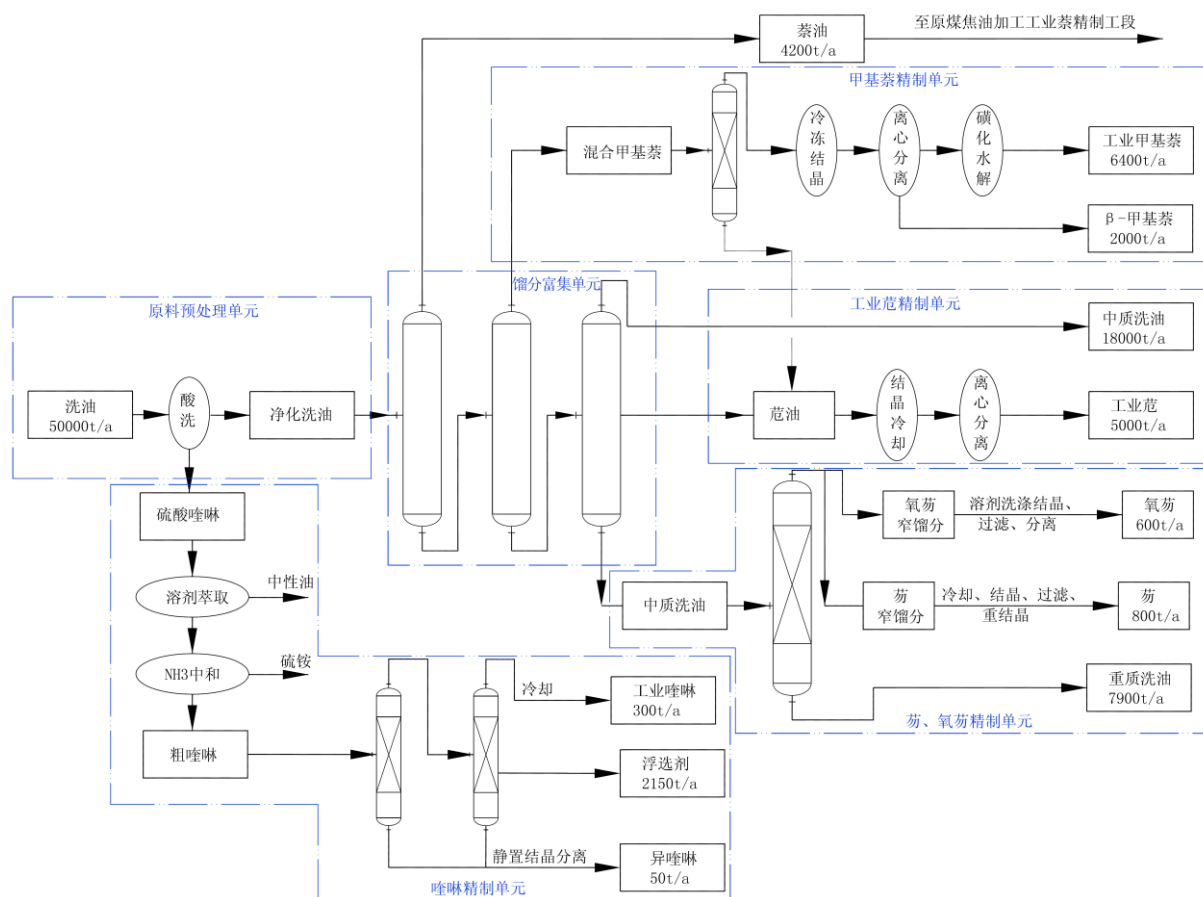 萘油
4200t/a
至原煤焦油加工工业萘精制工段
甲基萘精制单元
混合甲基萘
冷冻结晶
离心分离
磺化水解
工业甲基萘
6400t/a
β-甲基萘
2000t/a
馏分富集单元
原料预处理单元
工业苊精制单元
中质洗油
18000t/a
洗油
50000t/a
酸洗
净化洗油
苊油
结晶冷却
离心分离
工业苊
5000t/a
硫酸喹啉
溶剂萃取
中性油
NH3中和
硫铵
粗喹啉
中质洗油
氧芴
窄馏分
溶剂洗涤结晶、
过滤、分离
氧芴
600t/a
芴
窄馏分
冷却、结晶、过滤、
重结晶
芴
800t/a
重质洗油
7900t/a
芴、氧芴精制单元
冷却
工业喹啉
300t/a
浮选剂
2150t/a
静置结晶分离
异喹啉
50t/a
喹啉精制单元